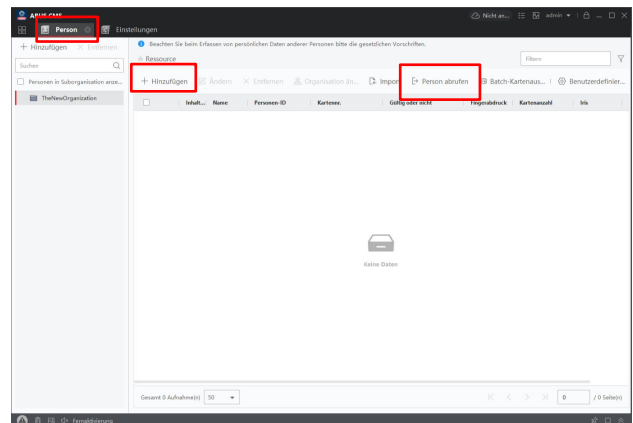 ABUS CMS
Nicht an... admin
Person Einstellungen
+ Hinzufügen × Entfernen
Beachten Sie beim Erfassen von persönlichen Daten anderer Personen bitte die gesetzlichen Vorschriften.
Ressource
Suchen
Filtern
Personen in Suborganisation anze...
TheNewOrganization
+ Hinzufügen Ändern × Entfernen Organisation än... Import Person abrufen Batch-Kartenaus... Benutzerdefinier...
Inhalt... Name Personen-ID Kartennr. Gültig oder nicht Fingerabdruck Kartenanzahl Iris
Keine Daten
Gesamt 0 Aufnahme(n) 50 0 / 0 Seite(n)
Fernaktivierung